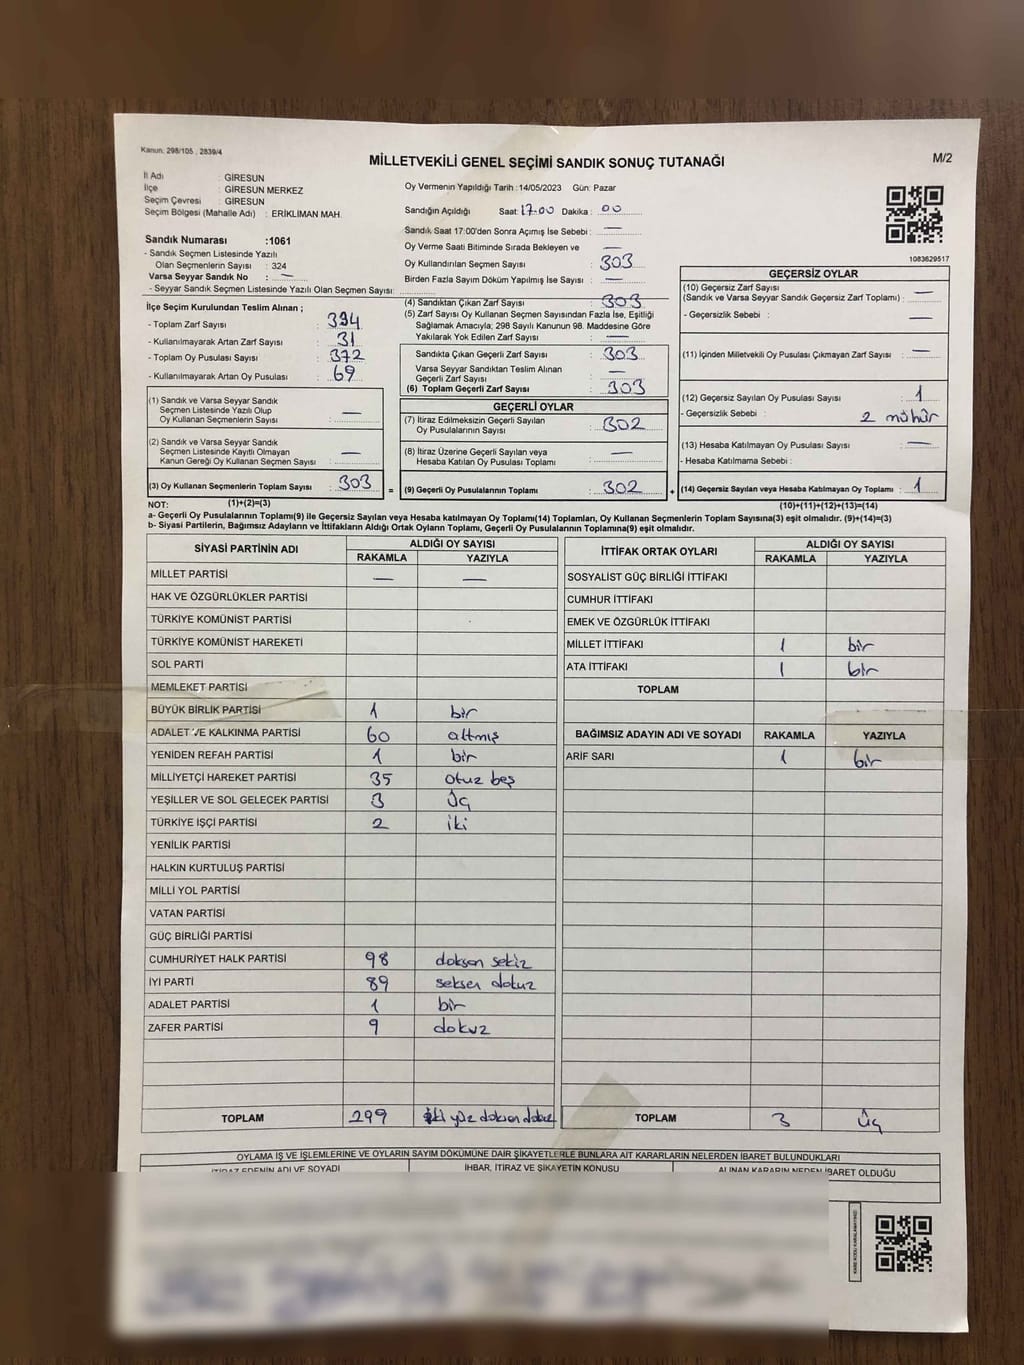 Kanun: 298/105 , 2839/4
MİLLETVEKİLİ GENEL SEÇİMİ SANDIK SONUÇ TUTANAĞI
M/2
İl Adı : GİRESUN
İlçe : GİRESUN MERKEZ
Seçim Çevresi : GİRESUN
Seçim Bölgesi (Mahalle Adı) : ERİKLİMAN MAH.
Sandık Numarası :1061
- Sandık Seçmen Listesinde Yazılı
Olan Seçmenlerin Sayısı : 324
Varsa Seyyar Sandık No : —
- Seyyar Sandık Seçmen Listesinde Yazılı Olan Seçmen Sayısı:
Oy Vermenin Yapıldığı Tarih :14/05/2023 Gün: Pazar
Sandığın Açıldığı Saat: 17.00 Dakika : 00
Sandık Saat 17:00'den Sonra Açımış İse Sebebi : —
Oy Verme Saati Bitiminde Sırada Bekleyen ve —
Oy Kullandırılan Seçmen Sayısı : 303
Birden Fazla Sayım Döküm Yapılmış İse Sayısı : —
1083629517
İlçe Seçim Kurulundan Teslim Alınan ;
- Toplam Zarf Sayısı : 334
- Kullanılmayarak Artan Zarf Sayısı : 31
- Toplam Oy Pusulası Sayısı : 372
- Kullanılmayarak Artan Oy Pusulası : 69
(4) Sandıktan Çıkan Zarf Sayısı : 303
(5) Zarf Sayısı Oy Kullanan Seçmen Sayısından Fazla İse, Eşitliği
Sağlamak Amacıyla; 298 Sayılı Kanunun 98. Maddesine Göre
Yakılarak Yok Edilen Zarf Sayısı : —
Sandıkta Çıkan Geçerli Zarf Sayısı : 303
Varsa Seyyar Sandıktan Teslim Alınan
Geçerli Zarf Sayısı : —
(6) Toplam Geçerli Zarf Sayısı : 303
GEÇERSİZ OYLAR
(10) Geçersiz Zarf Sayısı
(Sandık ve Varsa Seyyar Sandık Geçersiz Zarf Toplamı) : —
- Geçersizlik Sebebi : —
(11) İçinden Milletvekili Oy Pusulası Çıkmayan Zarf Sayısı : —
(12) Geçersiz Sayılan Oy Pusulası Sayısı : 1
- Geçersizlik Sebebi : 2 mühür
(13) Hesaba Katılmayan Oy Pusulası Sayısı : —
- Hesaba Katılmama Sebebi :
(1) Sandık ve Varsa Seyyar Sandık
Seçmen Listesinde Yazılı Olup
Oy Kullanan Seçmen Sayısı : —
(2) Sandık ve Varsa Seyyar Sandık
Seçmen Listesinde Kayıtlı Olmayan
Kanun Gereği Oy Kullanan Seçmen Sayısı : —
GEÇERLİ OYLAR
(7) İtiraz Edilmeksizin Geçerli Sayılan
Oy Pusulalarının Sayısı : 302
(8) İtiraz Üzerine Geçerli Sayılan veya
Hesaba Katılan Oy Pusulası Toplamı : —
(3) Oy Kullanan Seçmenlerin Toplam Sayısı : 303 = (9) Geçerli Oy Pusulalarının Toplamı : 302 + (14) Geçersiz Sayılan veya Hesaba Katılmayan Oy Toplamı : 1
NOT: (1)+(2)=(3) (10)+(11)+(12)+(13)=(14)
a- Geçerli Oy Pusulalarının Toplamı(9) ile Geçersiz Sayılan veya Hesaba katılmayan Oy Toplamı(14) Toplamları, Oy Kullanan Seçmenlerin Toplam Sayısına(3) eşit olmalıdır. (9)+(14)=(3)
b- Siyasi Partilerin, Bağımsız Adayların ve İttifakların Aldığı Ortak Oyların Toplamı, Geçerli Oy Pusulalarının Toplamına(9) eşit olmalıdır.
SİYASİ PARTİNİN ADI ALDIĞI OY SAYISI
RAKAMLA YAZIYLA
MİLLET PARTİSİ — —
HAK VE ÖZGÜRLÜKLER PARTİSİ
TÜRKİYE KOMÜNİST PARTİSİ
TÜRKİYE KOMÜNİST HAREKETİ
SOL PARTİ
MEMLEKET PARTİSİ
BÜYÜK BİRLİK PARTİSİ 1 bir
ADALET VE KALKINMA PARTİSİ 60 altmış
YENİDEN REFAH PARTİSİ 1 bir
MİLLİYETÇİ HAREKET PARTİSİ 35 otuz beş
YEŞİLLER VE SOL GELECEK PARTİSİ 3 üç
TÜRKİYE İŞÇİ PARTİSİ 2 iki
YENİLİK PARTİSİ
HALKIN KURTULUŞ PARTİSİ
MİLLİ YOL PARTİSİ
VATAN PARTİSİ
GÜÇ BİRLİĞİ PARTİSİ
CUMHURİYET HALK PARTİSİ 98 doksan sekiz
İYİ PARTİ 89 seksen dokuz
ADALET PARTİSİ 1 bir
ZAFER PARTİSİ 9 dokuz
TOPLAM 299 iki yüz doksan dokuz
İTTİFAK ORTAK OYLARI ALDIĞI OY SAYISI
RAKAMLA YAZIYLA
SOSYALİST GÜÇ BİRLİĞİ İTTİFAKI
CUMHUR İTTİFAKI
EMEK VE ÖZGÜRLÜK İTTİFAKI
MİLLET İTTİFAKI 1 bir
ATA İTTİFAKI 1 bir
TOPLAM
BAĞIMSIZ ADAYIN ADI VE SOYADI RAKAMLA YAZIYLA
ARİF SARI 1 bir
TOPLAM 3 üç
OYLAMA İŞ VE İŞLEMLERİNE VE OYLARIN SAYIM DÖKÜMÜNE DAİR ŞİKAYETLERLE BUNLARA AİT KARARLARIN NELERDEN İBARET BULUNDUKLARI
İTİRAZ EDENİN ADI VE SOYADI İHBAR, İTİRAZ VE ŞİKAYETİN KONUSU ALINAN KARARIN NEDEN İBARET OLDUĞU